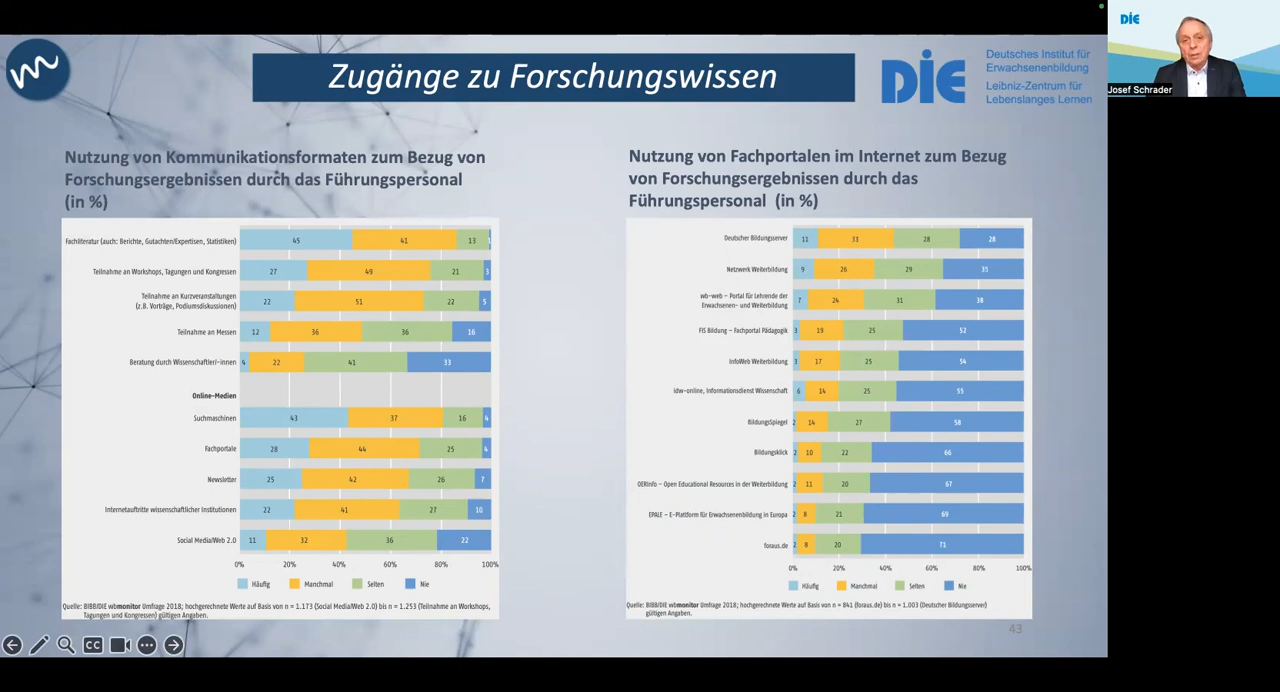 Zugänge zu Forschungswissen
DIE
Deutsches Institut für
Erwachsenenbildung
Leibniz-Zentrum für
Lebenslanges Lernen
DIE
Josef Schrader
Nutzung von Kommunikationsformaten zum Bezug von
Forschungsergebnissen durch das Führungspersonal
(in %)
Fachliteratur (auch: Berichte, Gutachten/Expertisen, Statistiken) 45 41 13 1
Teilnahme an Workshops, Tagungen und Kongressen 27 49 21 3
Teilnahme an Kurzveranstaltungen
(z.B. Vorträge, Podiumsdiskussionen) 22 51 22 5
Teilnahme an Messen 12 36 36 16
Beratung durch Wissenschaftler/-innen 4 22 41 33
Online-Medien
Suchmaschinen 43 37 16 4
Fachportale 28 44 25 4
Newsletter 25 42 26 7
Internetauftritte wissenschaftlicher Institutionen 22 41 27 10
Social Media/Web 2.0 11 32 36 22
0% 20% 40% 60% 80% 100%
Häufig Manchmal Selten Nie
Quelle: BIBB/DIE wbmonitor Umfrage 2018; hochgerechnete Werte auf Basis von n = 1.173 (Social Media/Web 2.0) bis n = 1.253 (Teilnahme an Workshops,
Tagungen und Kongressen) gültigen Angaben.
Nutzung von Fachportalen im Internet zum Bezug
von Forschungsergebnissen durch das
Führungspersonal (in %)
Deutscher Bildungsserver 11 33 28 28
Netzwerk Weiterbildung 9 26 29 35
wb-web – Portal für Lehrende der
Erwachsenen- und Weiterbildung 7 24 31 38
FIS Bildung – Fachportal Pädagogik 3 19 25 52
InfoWeb Weiterbildung 3 17 25 54
idw-online, Informationsdienst Wissenschaft 6 14 25 55
BildungsSpiegel 2 14 27 58
Bildungsklick 2 10 22 66
OERinfo – Open Educational Resources in der Weiterbildung 2 11 20 67
EPALE – E-Plattform für Erwachsenenbildung in Europa 2 8 21 69
foraus.de 2 8 20 71
0% 20% 40% 60% 80% 100%
Häufig Manchmal Selten Nie
Quelle: BIBB/DIE wbmonitor Umfrage 2018; hochgerechnete Werte auf Basis von n = 841 (foraus.de) bis n = 1.003 (Deutscher Bildungsserver)
gültigen Angaben.
43
CC